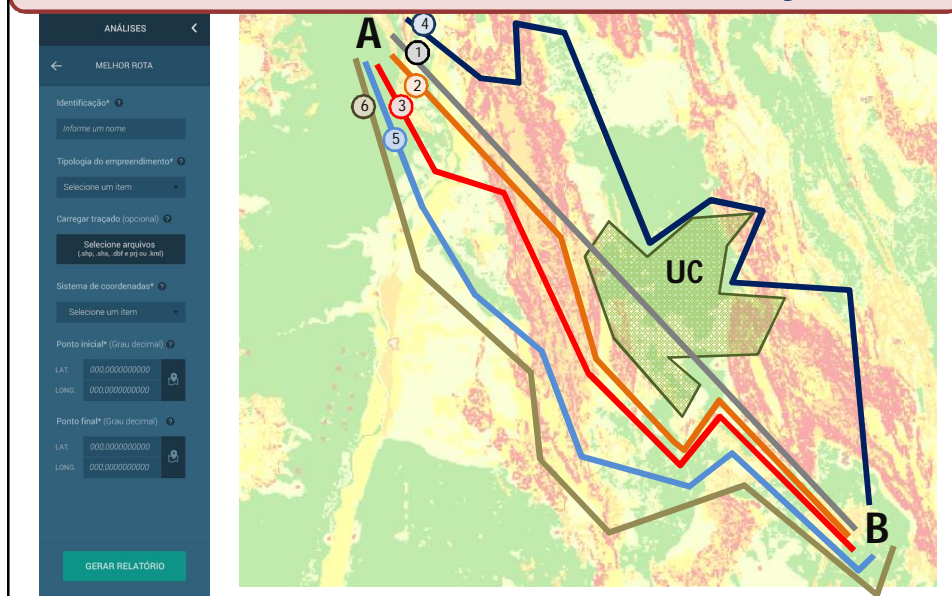 ANÁLISES
MELHOR ROTA
Identificação* ?
Informe um nome
Tipologia do empreendimento* ?
Selecione um item
Carregar traçado (opcional) ?
Selecione arquivos
(.shp, .shx, .dbf e prj ou .kml)
Sistema de coordenadas* ?
Selecione um item
Ponto inicial* (Grau decimal) ?
LAT. 000,0000000000
LONG. 000,0000000000
Ponto final* (Grau decimal) ?
LAT. 000,0000000000
LONG. 000,0000000000
GERAR RELATÓRIO
A
4
1
2
6
3
5
UC
B